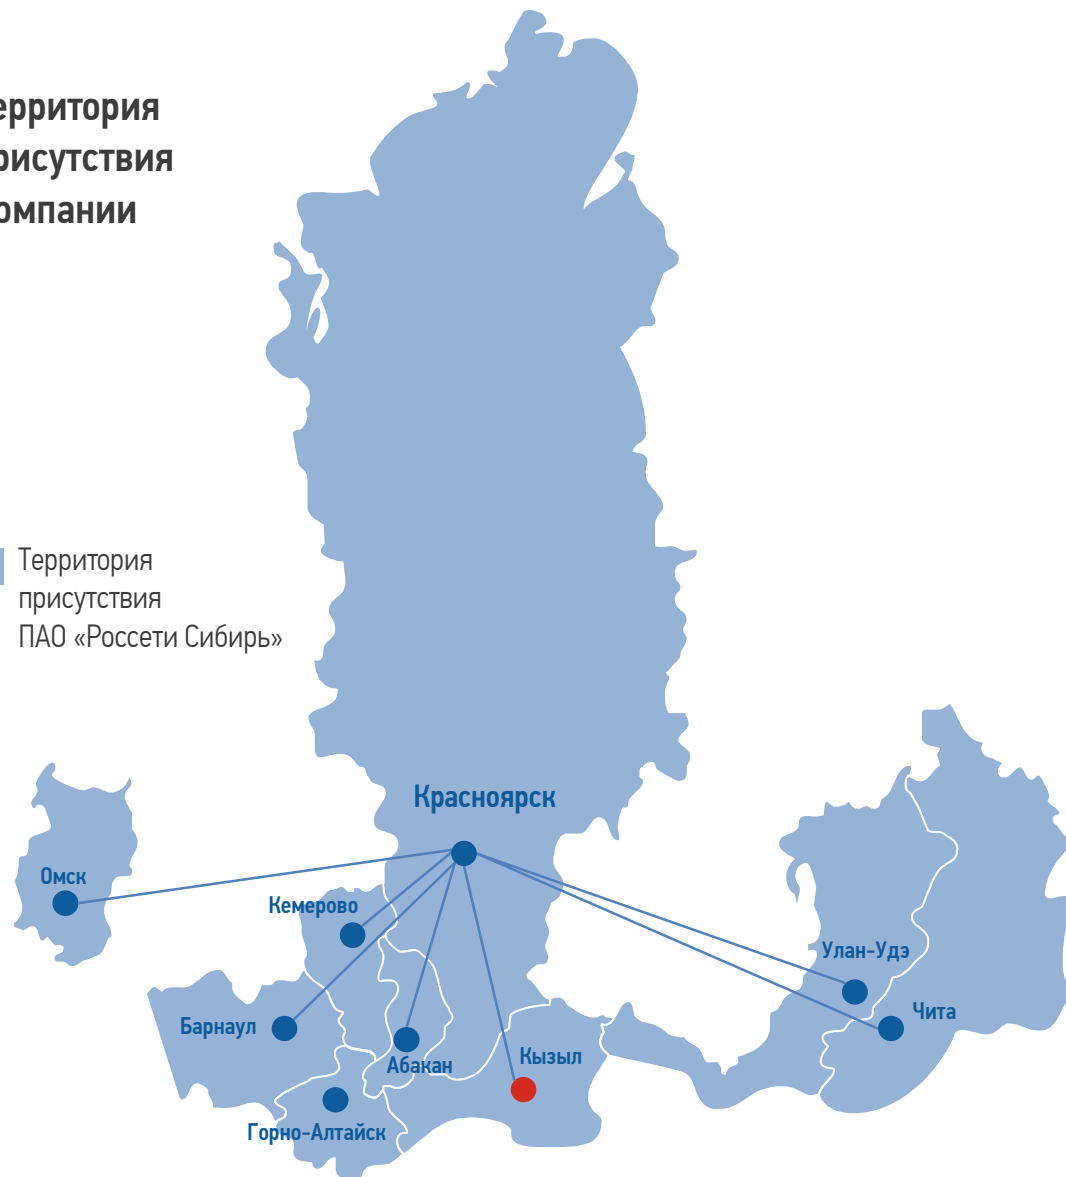 ерритория
рисутствия
омпании
Территория
присутствия
ПАО «Россети Сибирь»
Красноярск
Омск
Кемерово
Улан-Удэ
Чита
Барнаул
Абакан
Кызыл
Горно-Алтайск